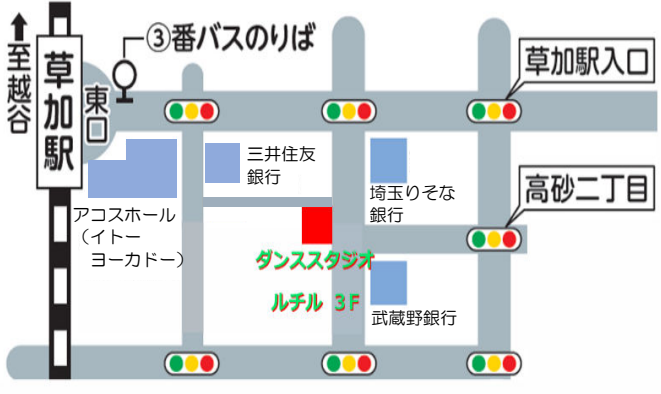 ↑至越谷
草加駅
東口
③番バスのりば
草加駅入口
三井住友
銀行
埼玉りそな
銀行
高砂二丁目
アコスホール
（イトー
ヨーカドー）
ダンススタジオ
ルチル 3F
武蔵野銀行